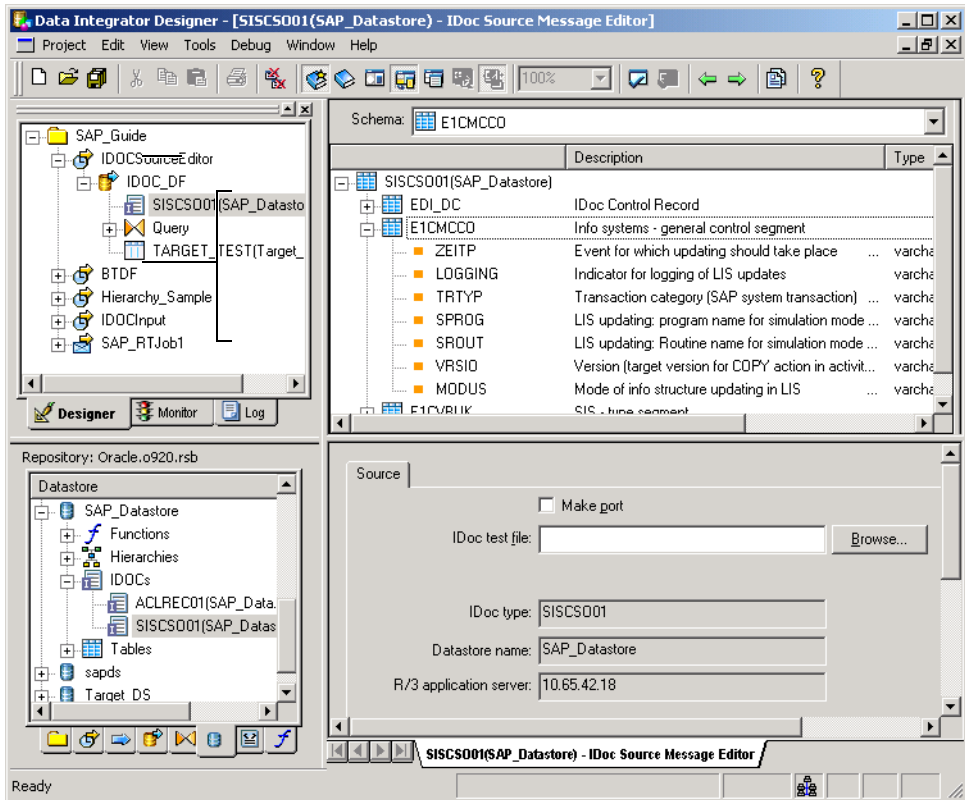 Data Integrator Designer - [SISCSO01(SAP_Datastore) - IDoc Source Message Editor]
Project Edit View Tools Debug Window Help
100%
SAP_Guide
IDOCSourceEditor
IDOC_DF
SISCSO01(SAP_Datasto
Query
TARGET_TEST(Target_
BTDF
Hierarchy_Sample
IDOCInput
SAP_RTJob1
Designer Monitor Log
Schema: E1CMCCO
Description Type
SISCSO01(SAP_Datastore)
EDI_DC IDoc Control Record
E1CMCCO Info systems - general control segment
ZEITP Event for which updating should take place ... varcha
LOGGING Indicator for logging of LIS updates varcha
TRTYP Transaction category (SAP system transaction) ... varcha
SPROG LIS updating: program name for simulation mode ... varcha
SROUT LIS updating: Routine name for simulation mode ... varcha
VRSIO Version (target version for COPY action in activit... varcha
MODUS Mode of info structure updating in LIS ... varcha
E1CVBUK SIS - tune segment
Repository: Oracle.o920.rsb
Datastore
SAP_Datastore
Functions
Hierarchies
IDOCs
ACLREC01(SAP_Data.
SISCSO01(SAP_Datas
Tables
sapds
Target_DS
Source
Make port
IDoc test file: Browse...
IDoc type: SISCSO01
Datastore name: SAP_Datastore
R/3 application server: 10.65.42.18
SISCSO01(SAP_Datastore) - IDoc Source Message Editor
Ready